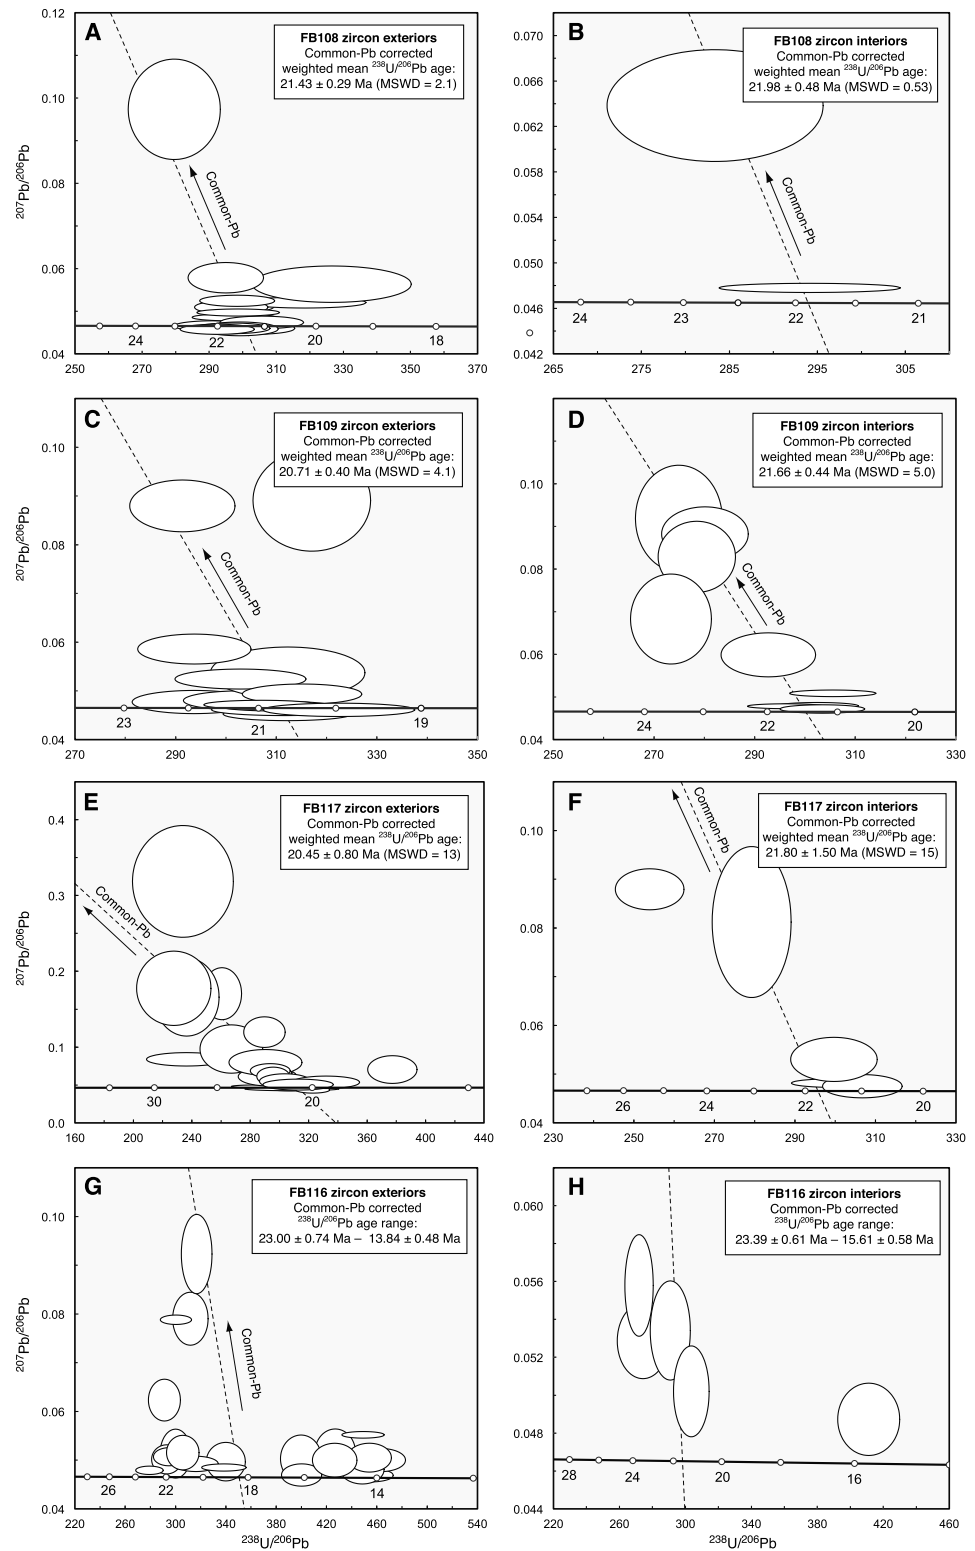 A
FB108 zircon exteriors
Common-Pb corrected
weighted mean ²³⁸U/²⁰⁶Pb age:
21.43 ± 0.29 Ma (MSWD = 2.1)
Common-Pb
0.12
0.10
0.08
0.06
0.04
²⁰⁷Pb/²⁰⁶Pb
24
22
20
18
250
270
290
310
330
350
370
B
FB108 zircon interiors
Common-Pb corrected
weighted mean ²³⁸U/²⁰⁶Pb age:
21.98 ± 0.48 Ma (MSWD = 0.53)
Common-Pb
0.070
0.066
0.062
0.058
0.054
0.050
0.046
0.042
24
23
22
21
265
275
285
295
305
C
FB109 zircon exteriors
Common-Pb corrected
weighted mean ²³⁸U/²⁰⁶Pb age:
20.71 ± 0.40 Ma (MSWD = 4.1)
Common-Pb
0.10
0.08
0.06
0.04
²⁰⁷Pb/²⁰⁶Pb
23
21
19
270
290
310
330
350
D
FB109 zircon interiors
Common-Pb corrected
weighted mean ²³⁸U/²⁰⁶Pb age:
21.66 ± 0.44 Ma (MSWD = 5.0)
Common-Pb
0.10
0.08
0.06
0.04
24
22
20
250
270
290
310
330
E
FB117 zircon exteriors
Common-Pb corrected
weighted mean ²³⁸U/²⁰⁶Pb age:
20.45 ± 0.80 Ma (MSWD = 13)
Common-Pb
0.4
0.3
0.2
0.1
0.0
²⁰⁷Pb/²⁰⁶Pb
30
20
160
200
240
280
320
360
400
440
F
FB117 zircon interiors
Common-Pb corrected
weighted mean ²³⁸U/²⁰⁶Pb age:
21.80 ± 1.50 Ma (MSWD = 15)
Common-Pb
0.10
0.08
0.06
0.04
26
24
22
20
230
250
270
290
310
330
G
FB116 zircon exteriors
Common-Pb corrected
²³⁸U/²⁰⁶Pb age range:
23.00 ± 0.74 Ma – 13.84 ± 0.48 Ma
Common-Pb
0.10
0.08
0.06
0.04
²⁰⁷Pb/²⁰⁶Pb
26
22
18
14
220
260
300
340
380
420
460
500
540
²³⁸U/²⁰⁶Pb
H
FB116 zircon interiors
Common-Pb corrected
²³⁸U/²⁰⁶Pb age range:
23.39 ± 0.61 Ma – 15.61 ± 0.58 Ma
0.060
0.056
0.052
0.048
0.044
28
24
20
16
220
260
300
340
380
420
460
²³⁸U/²⁰⁶Pb